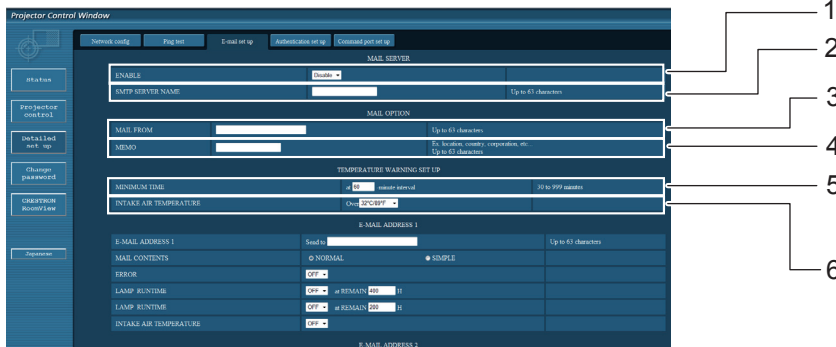 Projector Control Window
1
Network config Ping test E-mail set up Authentication set up Command port set up
2
MAIL SERVER
Status
ENABLE Disable
SMTP SERVER NAME Up to 63 characters
3
Projector control
MAIL OPTION
MAIL FROM Up to 63 characters
4
Detailed set up
MEMO Ex. location, country, corporation, etc..
Up to 63 characters
Change password
TEMPERATURE WARNING SET UP
5
MINIMUM TIME at 60 minute interval 30 to 999 minutes
CRESTRON RoomView
INTAKE AIR TEMPERATURE Over 32°C/89°F
6
E-MAIL ADDRESS 1
E-MAIL ADDRESS 1 Send to Up to 63 characters
Japanese
MAIL CONTENTS NORMAL SIMPLE
ERROR OFF
LAMP RUNTIME OFF at REMAIN 400 H
LAMP RUNTIME OFF at REMAIN 200 H
INTAKE AIR TEMPERATURE OFF
E-MAIL ADDRESS 2